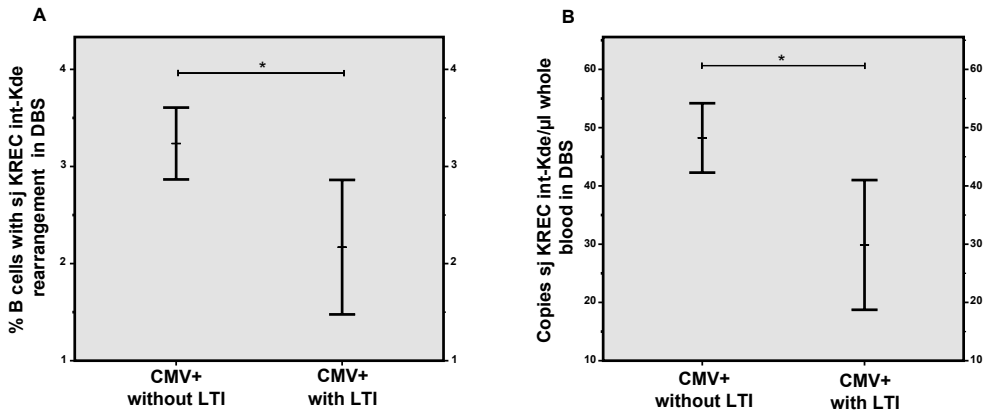 A
% B cells with sj KREC int-Kde
rearrangement in DBS
4
3
2
1
*
4
3
2
1
CMV+
without LTI
CMV+
with LTI
B
Copies sj KREC int-Kde/µl whole
blood in DBS
60
50
40
30
20
10
*
60
50
40
30
20
10
CMV+
without LTI
CMV+
with LTI